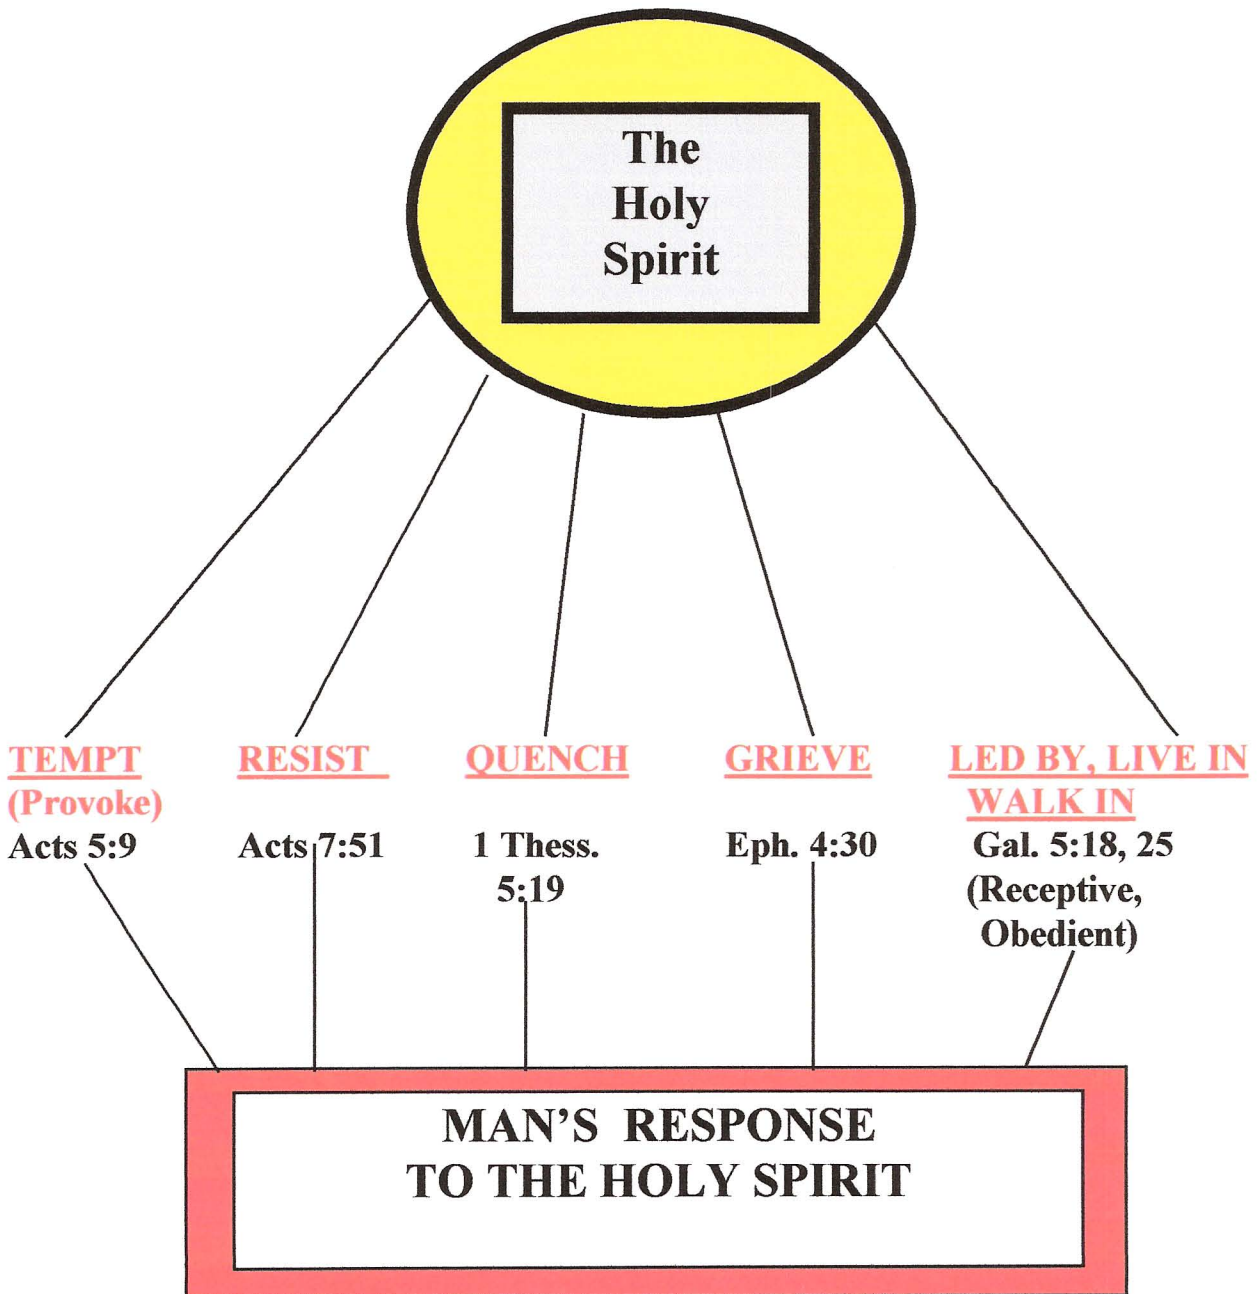 The
Holy
Spirit
TEMPT
(Provoke)
Acts 5:9
RESIST
Acts 7:51
QUENCH
1 Thess.
5:19
GRIEVE
Eph. 4:30
LED BY, LIVE IN
WALK IN
Gal. 5:18, 25
(Receptive,
Obedient)
MAN’S RESPONSE
TO THE HOLY SPIRIT